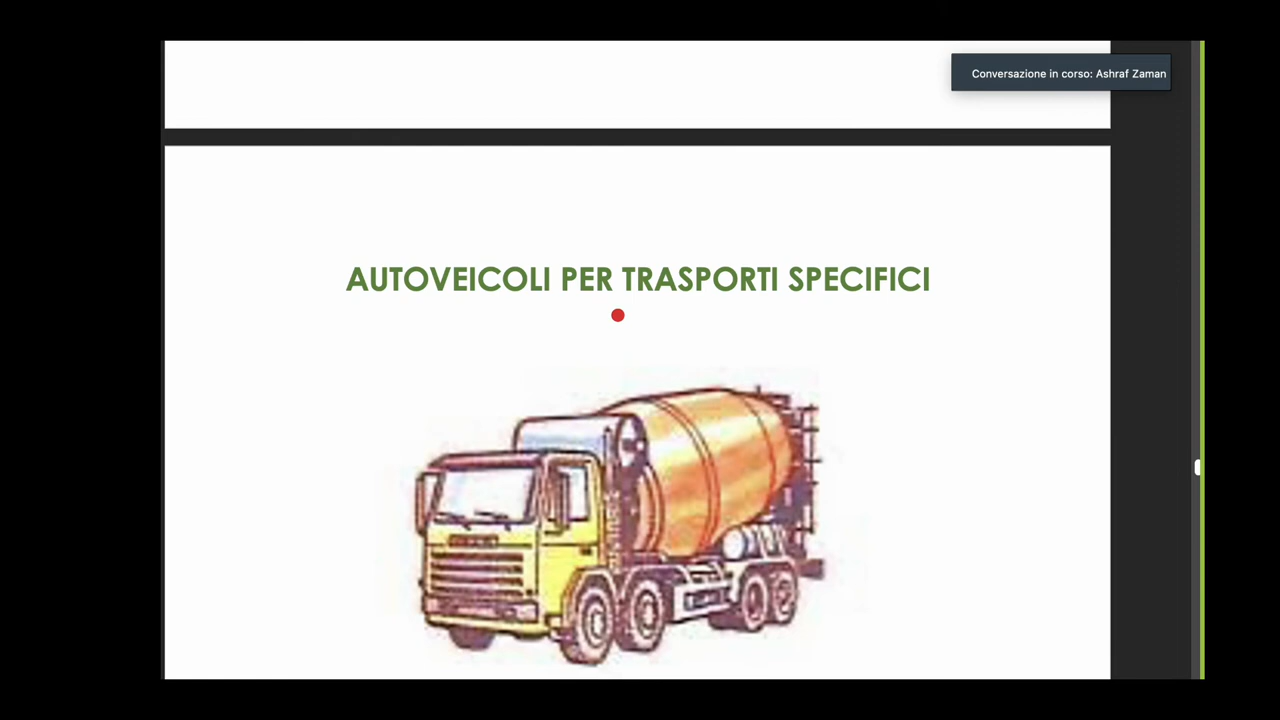 Conversazione in corso: Ashraf Zaman
AUTOVEICOLI PER TRASPORTI SPECIFICI